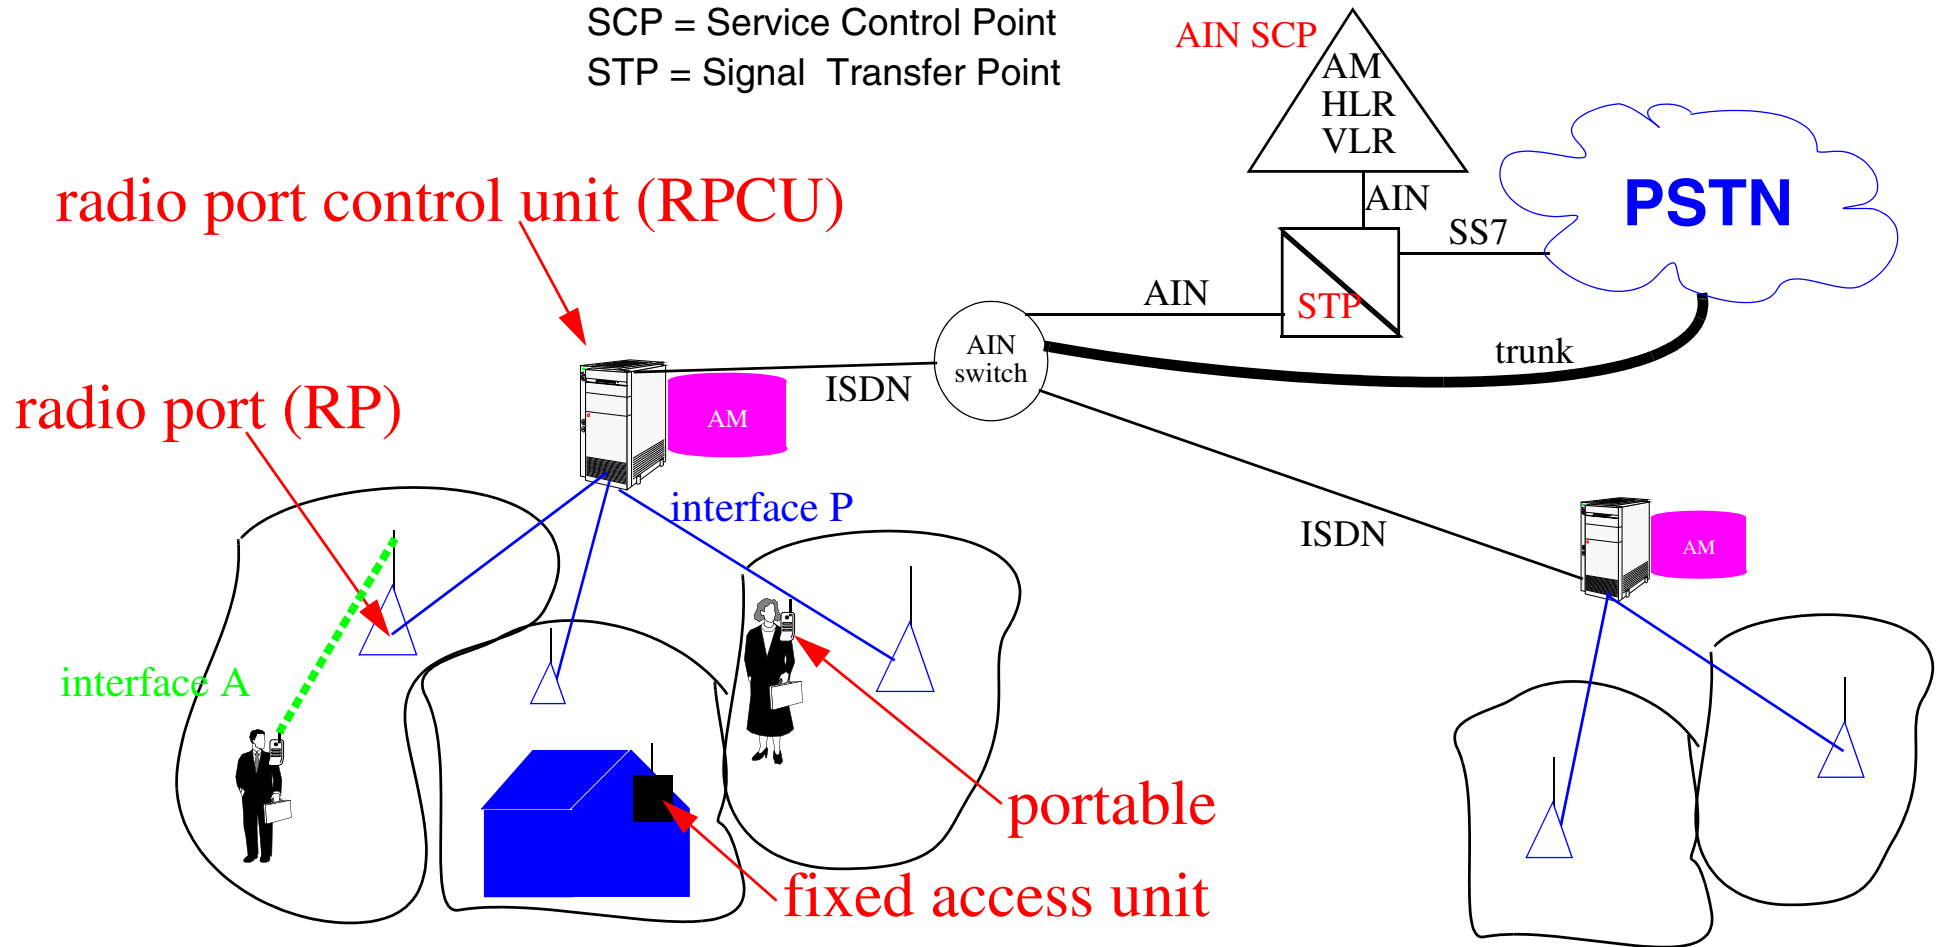 SCP = Service Control Point
STP = Signal Transfer Point
AIN SCP
AM
HLR
VLR
AIN
PSTN
SS7
radio port control unit (RPCU)
AIN
STP
trunk
AIN
switch
ISDN
AM
radio port (RP)
interface P
ISDN
AM
interface A
portable
fixed access unit